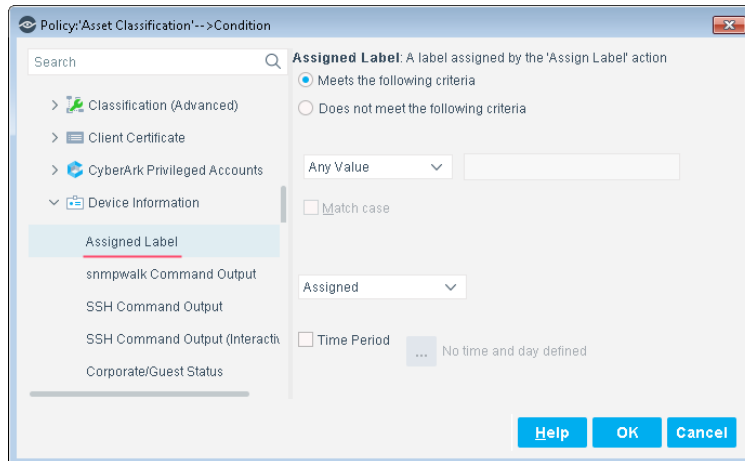 Policy:'Asset Classification'-->Condition
Search
Classification (Advanced)
Client Certificate
CyberArk Privileged Accounts
Device Information
Assigned Label
snmpwalk Command Output
SSH Command Output
SSH Command Output (Interactiv
Corporate/Guest Status
Assigned Label: A label assigned by the 'Assign Label' action
Meets the following criteria
Does not meet the following criteria
Any Value
Match case
Assigned
Time Period
... No time and day defined
Help OK Cancel